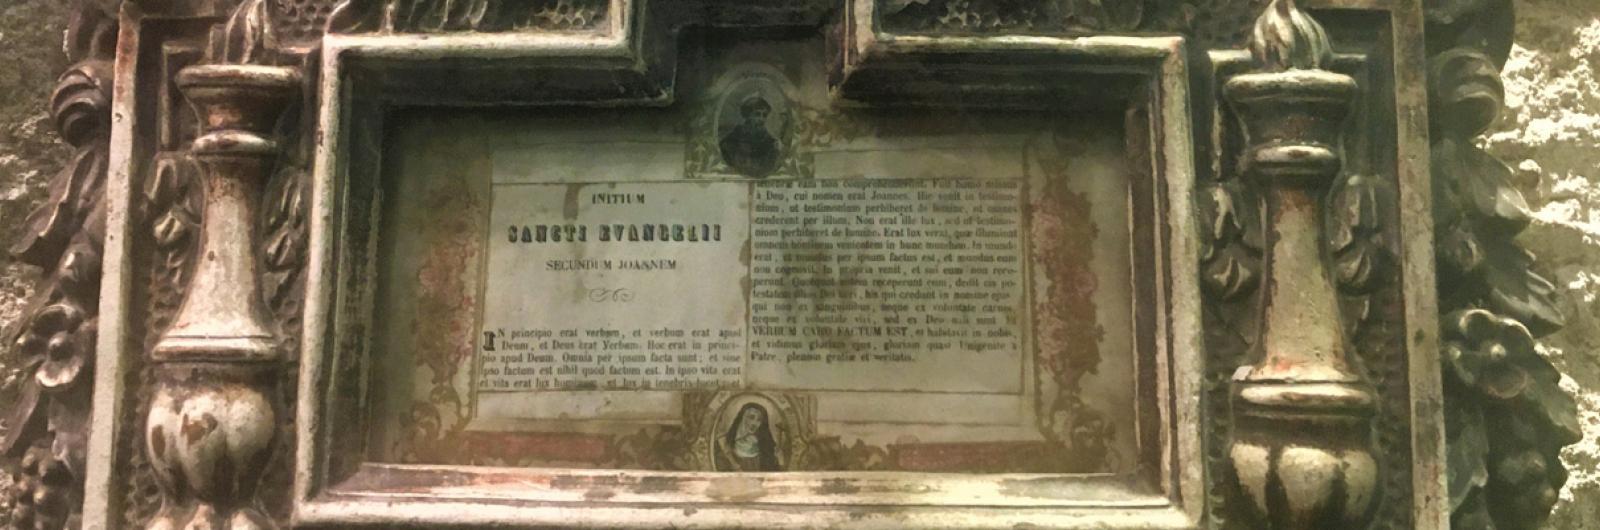 INITIUM
SANCTI EVANGELII
SECUNDUM JOANNEM
IN principio erat verbum, et verbum erat apud
Deum, et Deus erat Verbum. Hoc erat in princi-
pio apud Deum. Omnia per ipsum facta sunt; et sine
ipso factum est nihil quod factum est. In ipso vita erat
et vita erat lux hominum, et lux in tenebris lucet, et
tenebræ eam non comprehenderunt. Fuit homo missus
à Deo, cui nomen erat Joannes. Hic venit in testimo-
nium, ut testimonium perhiberet de lumine, ut omnes
crederent per illum. Non erat ille lux, sed ut testimo-
nium perhiberet de lumine. Erat lux vera, quæ illuminat
omnem hominem venientem in hunc mundum. In mundo
erat, et mundus per ipsum factus est, et mundus eum
non cognovit. In propria venit, et sui eum non rece-
perunt. Quotquot autem receperunt eum, dedit eis po-
testatem filios Dei fieri, his qui credunt in nomine ejus
qui non ex sanguinibus, neque ex voluntate carnis,
neque ex voluntate viri, sed ex Deo nati sunt Et
VERBUM CARO FACTUM EST, et habitavit in nobis,
et vidimus gloriam ejus, gloriam quasi Unigenite à
Patre, plenum gratiæ et veritatis.